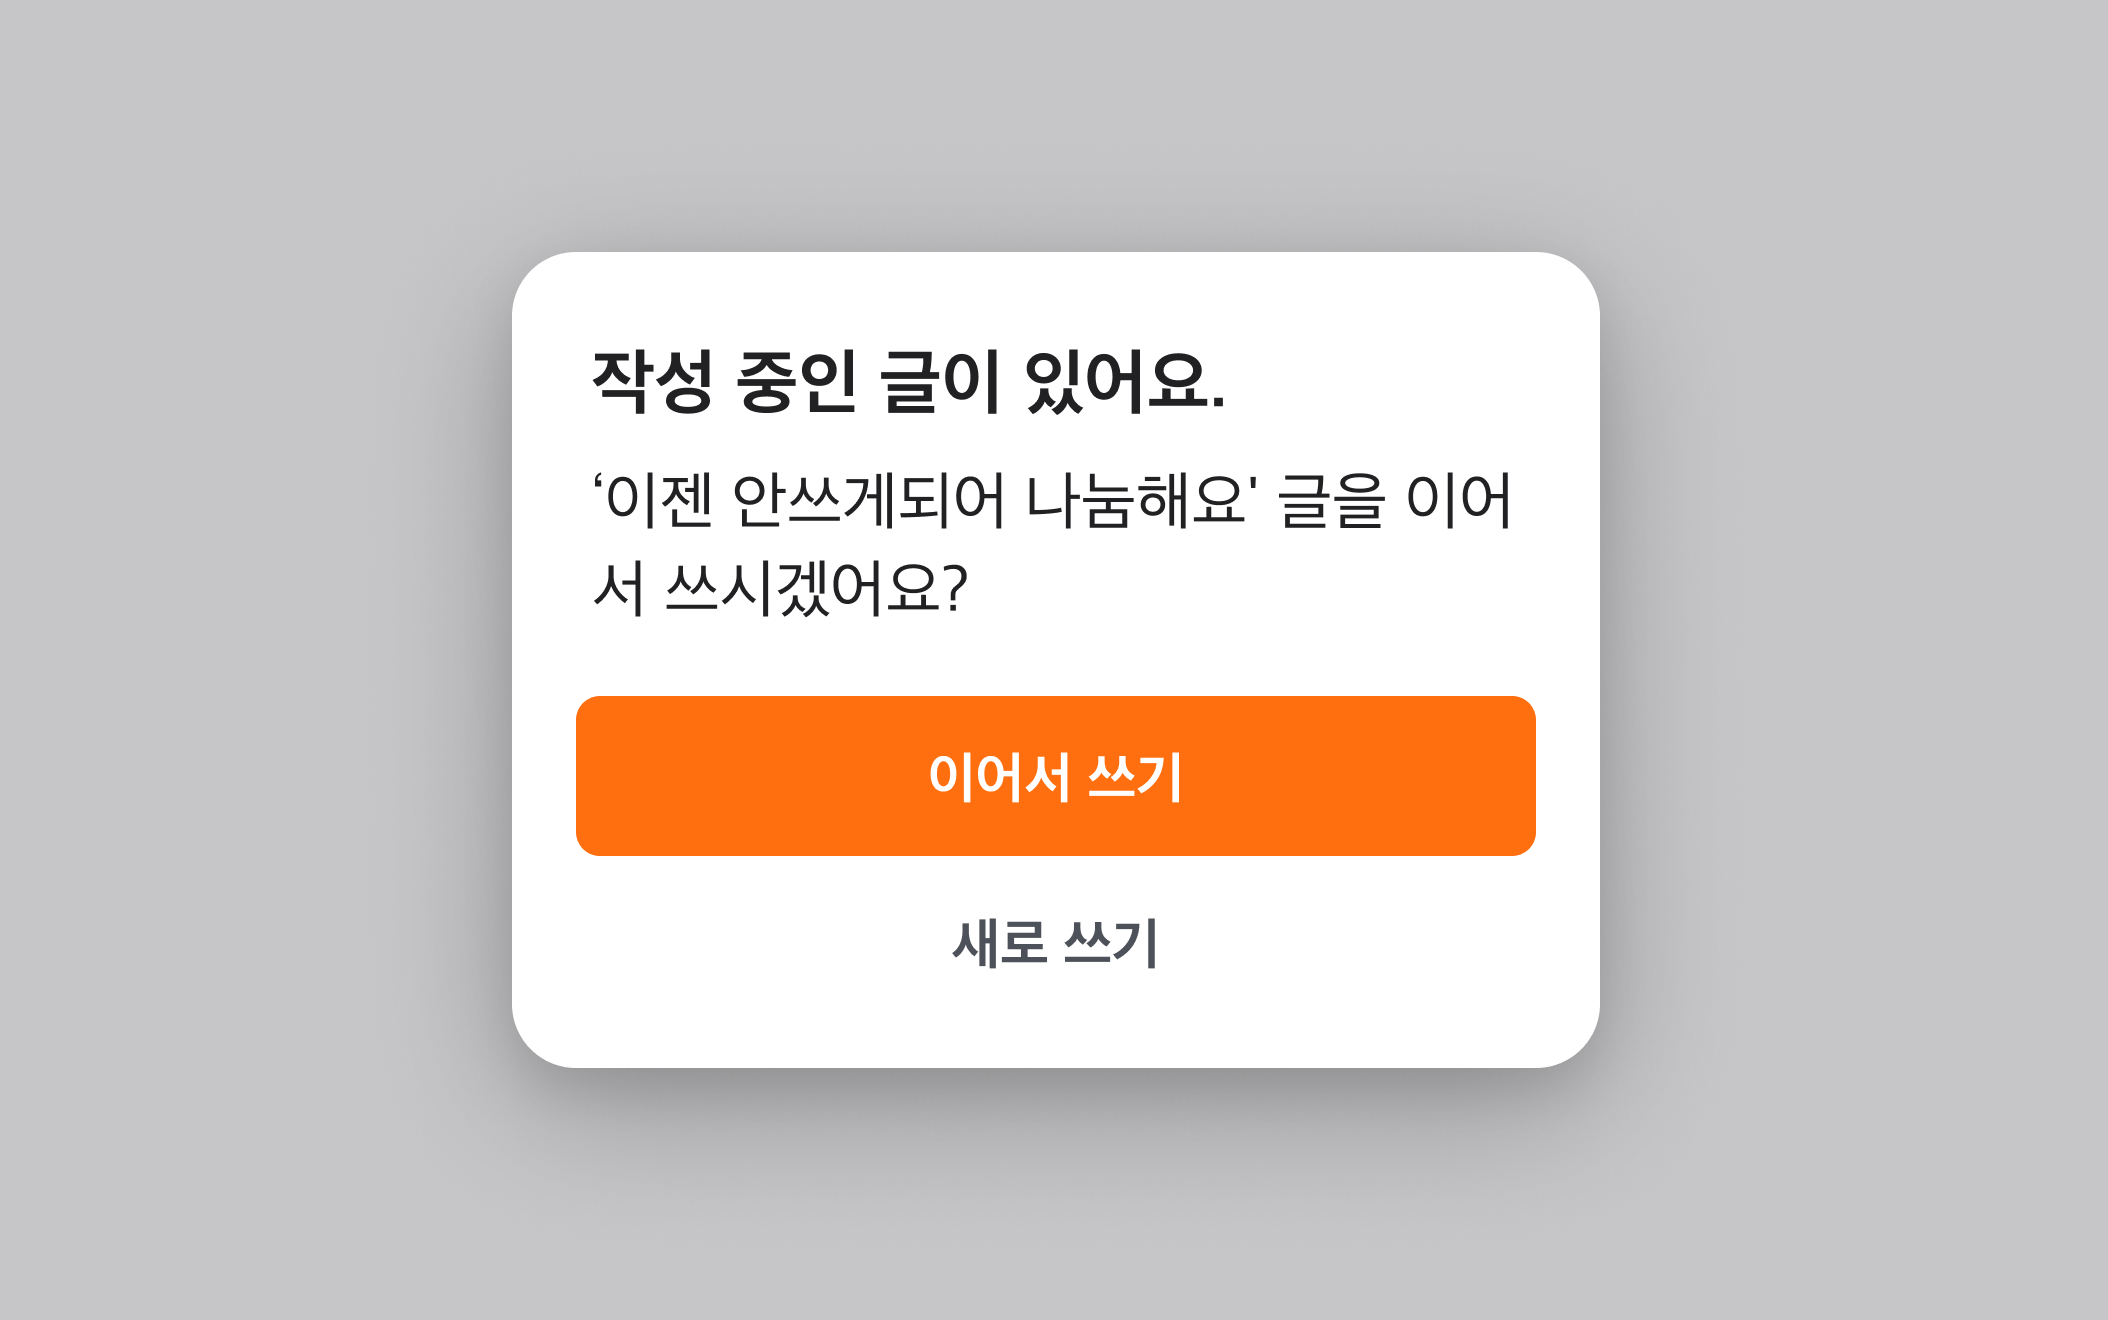 작성 중인 글이 있어요.
‘이젠 안쓰게되어 나눔해요' 글을 이어
서 쓰시겠어요?
이어서 쓰기
새로 쓰기